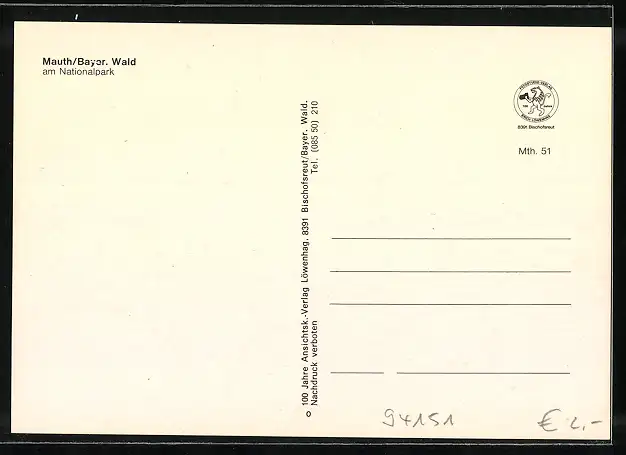 Mauth/Bayer. Wald
am Nationalpark
100 Jahre Ansichtsk.-Verlag Löwenhag, 8391 Bischofsreut/Bayer. Wald.
Tel. (085 50) 210
Nachdruck verboten
8391 Bischofsreut
Mth. 51
94151
€ 2,-